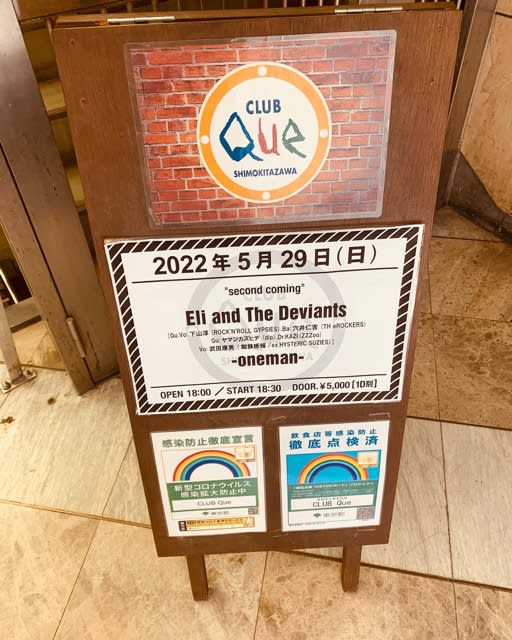 CLUB
Que
SHIMOKITAZAWA
2022年5月29日(日)
"second coming"
Eli and The Deviants
[Gu.Vo: 下山淳 (ROCK'N'ROLL GYPSIES) .Ba: 穴井仁吉 (TH eROCKERS)
Gu: ヤマジカズヒデ (dip) .Dr:KAZI (ZZZoo)
Vo: 武田康男 ( 蜘蛛蜥蜴 / ex.HYSTERIC SUZIES) ]
-oneman-
OPEN 18:00 / START 18:30 DOOR. ¥5,000 [1D別]
感染防止徹底宣言
新型コロナウイルス
感染拡大防止中
CLUB Que
東京都
飲食店等感染防止
徹底点検済
CLUB Que
東京都